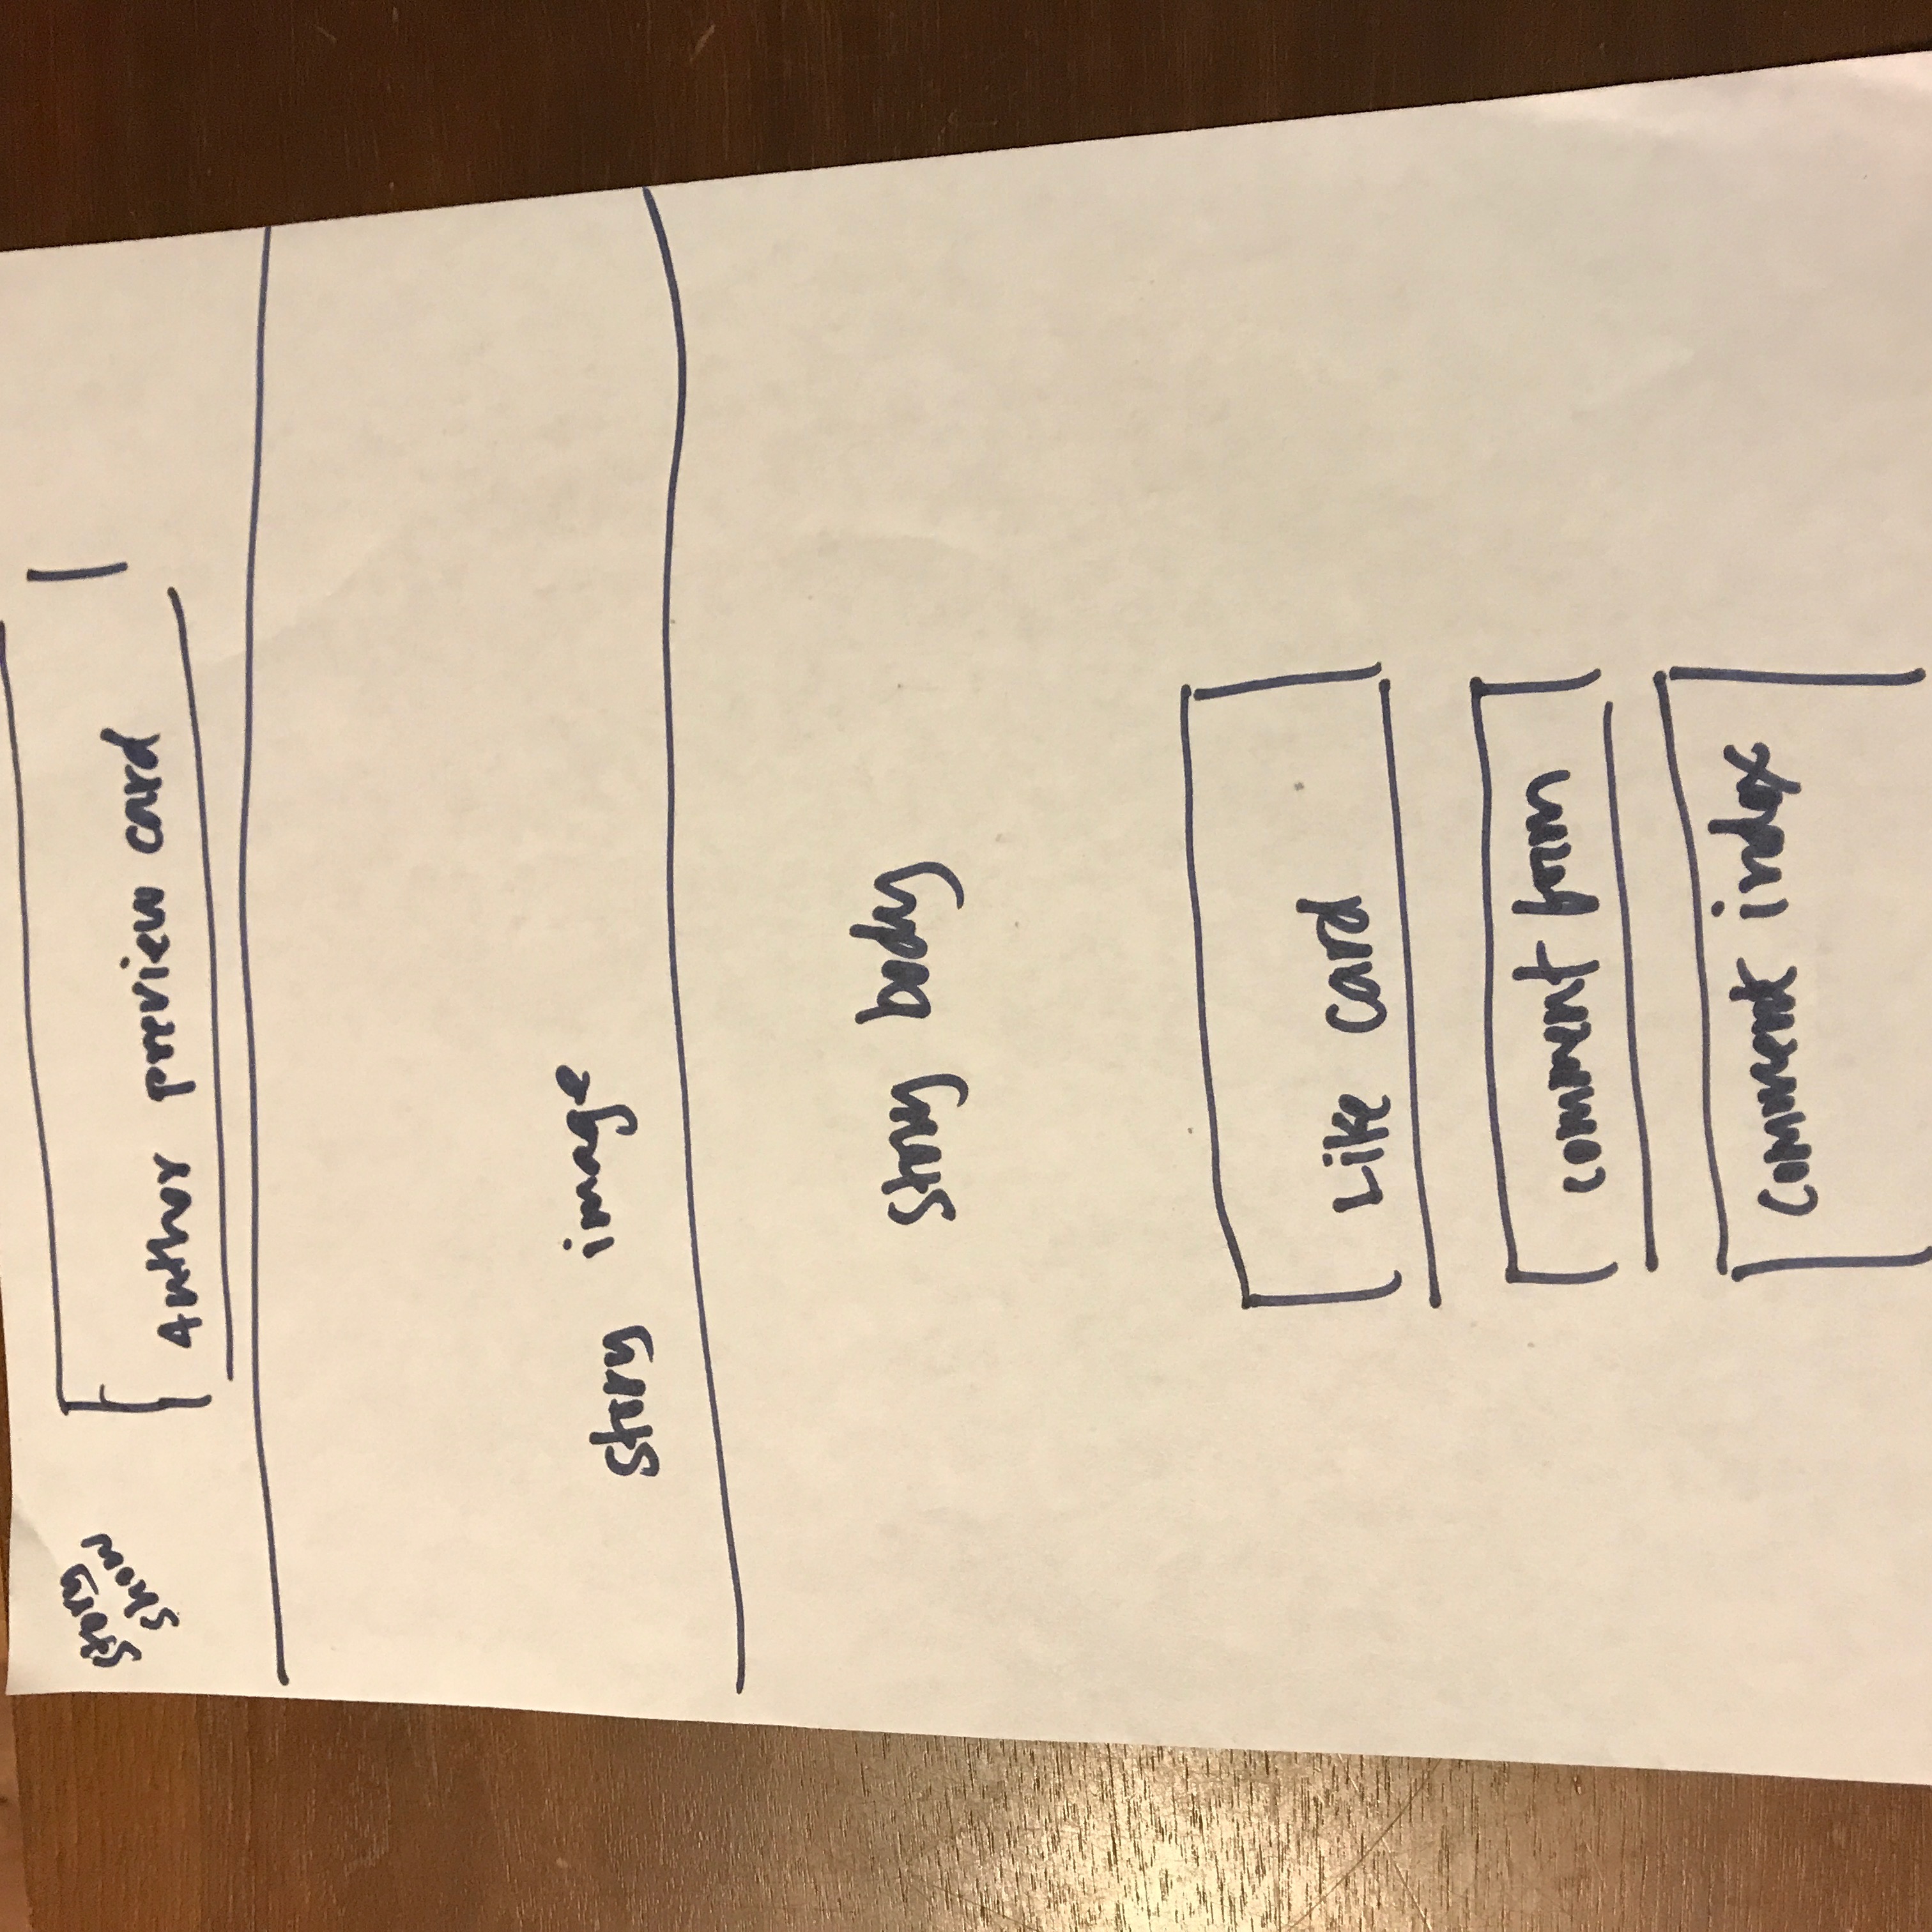 Story
show
Author preview card
Story image
Story body
Like card
comment form
Comment index